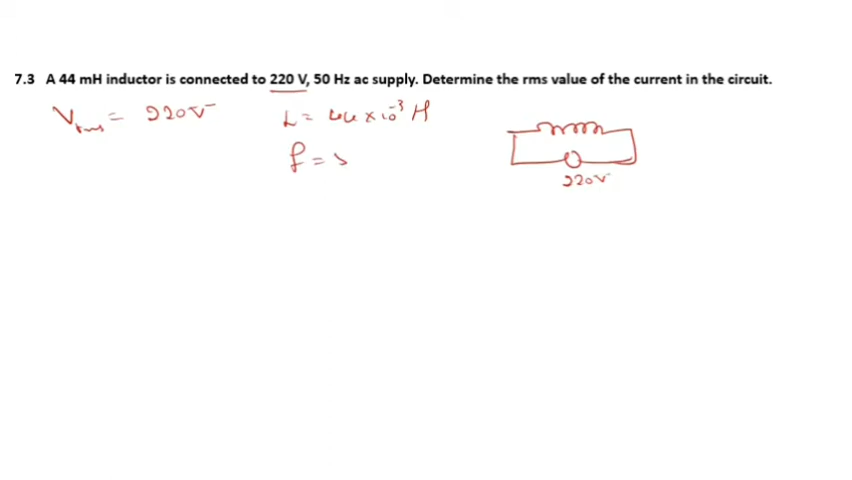 7.3 A 44 mH inductor is connected to 220 V, 50 Hz ac supply. Determine the rms value of the current in the circuit.
V_rms = 220V L = 44 × 10⁻³ H
f = 5
220V